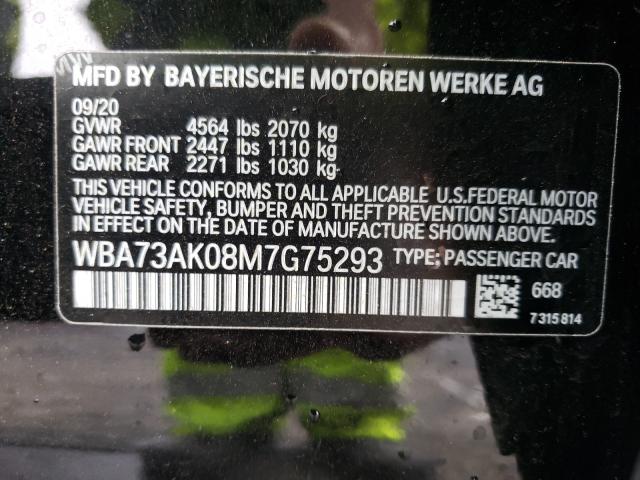 MFD BY BAYERISCHE MOTOREN WERKE AG
09/20
GVWR 4564 lbs 2070 kg
GAWR FRONT 2447 lbs 1110 kg
GAWR REAR 2271 lbs 1030 kg
THIS VEHICLE CONFORMS TO ALL APPLICABLE U.S.FEDERAL MOTOR
VEHICLE SAFETY, BUMPER AND THEFT PREVENTION STANDARDS
IN EFFECT ON THE DATE OF MANUFACTURE SHOWN ABOVE.
WBA73AK08M7G75293 TYPE; PASSENGER CAR
668
7 315 814